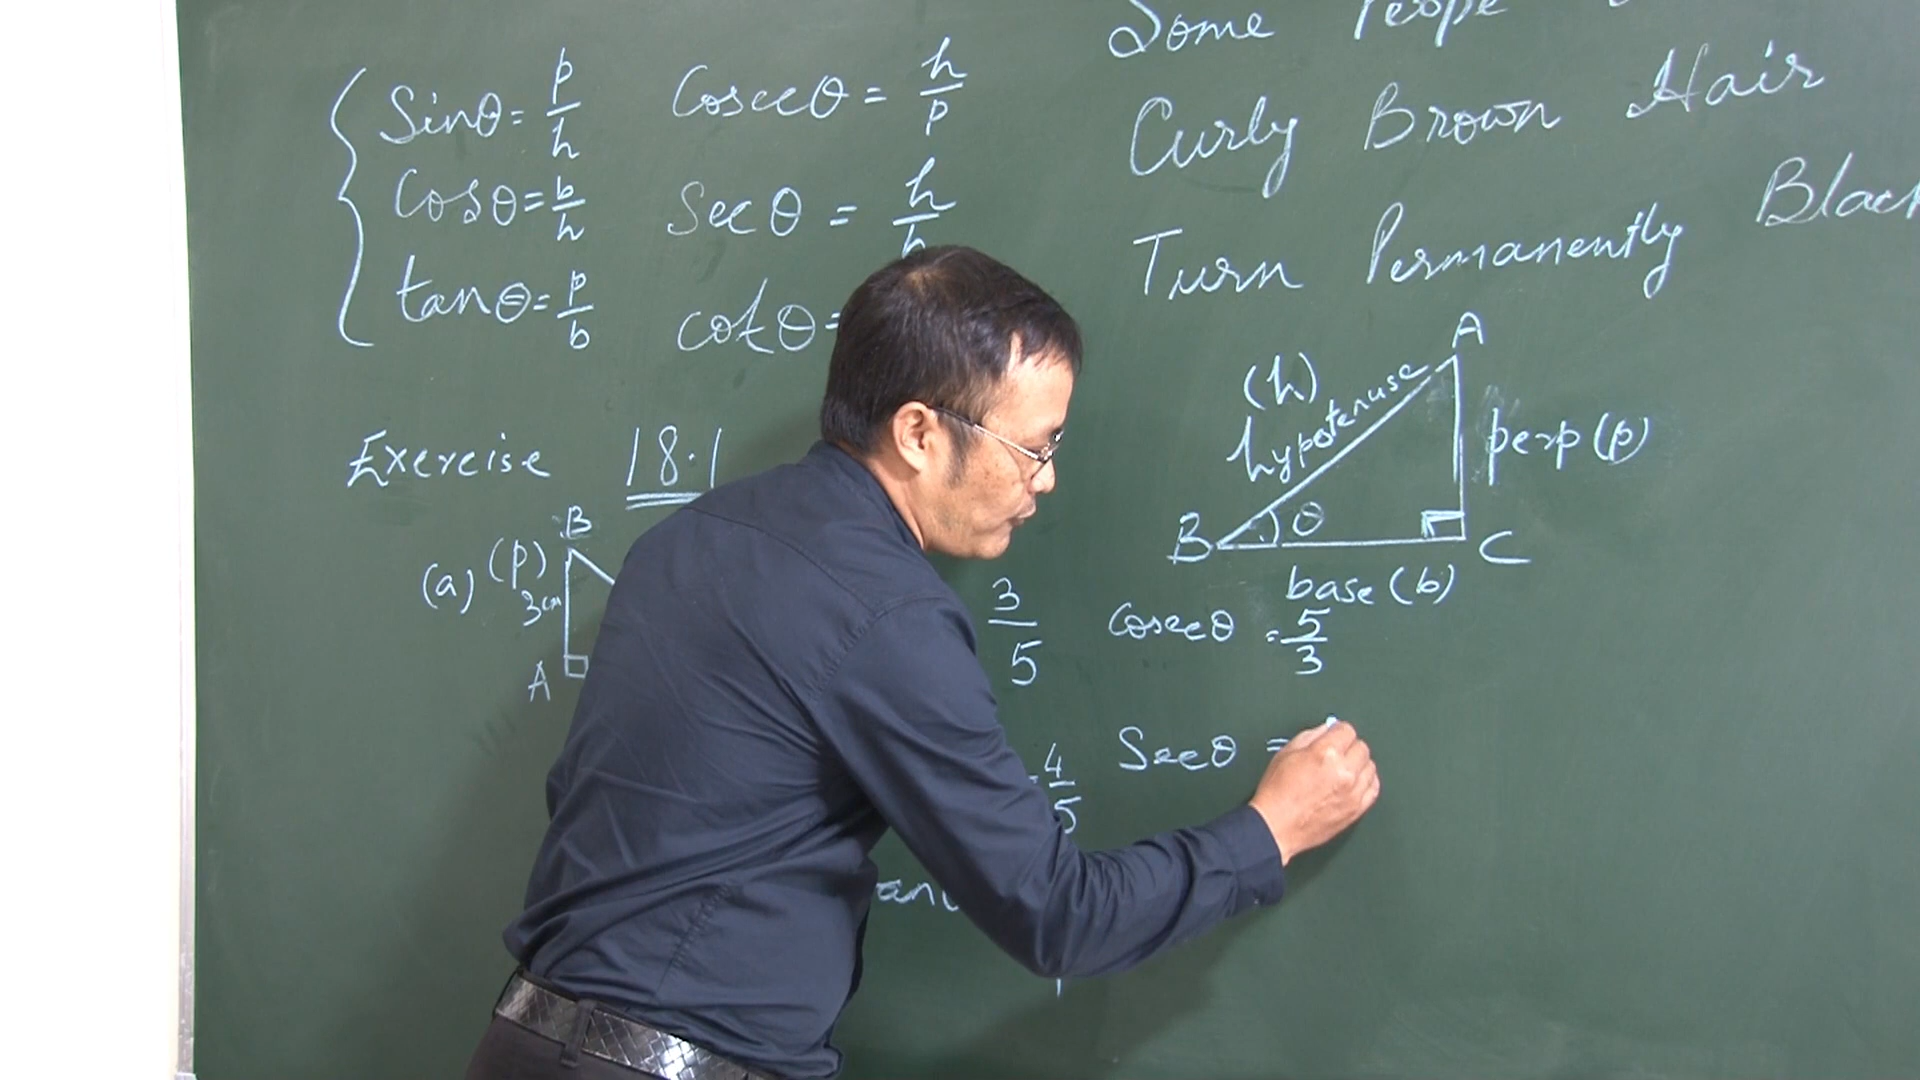 Some
Curly Brown Hair
Turn Permanently Black
Sinθ = p/h Cosecθ = h/p
Cosθ = b/h Secθ = h/b
tanθ = p/b cotθ =
Exercise 18.1
(a) (p) B
3cm
A
A
(h)
hypotenuse perp (p)
B θ C
base (b)
3/5 Cosecθ = 5/3
= 4/5 Secθ =